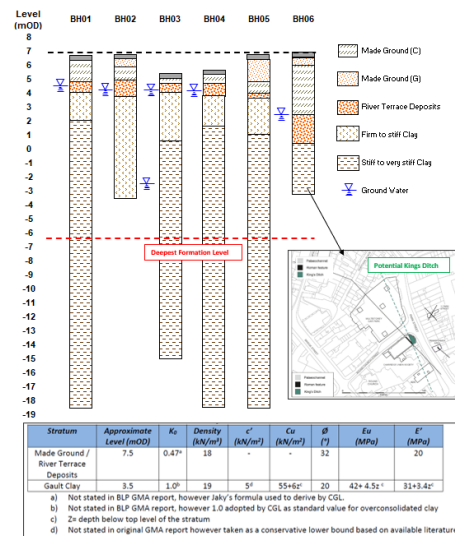 Level
(mOD)
BH01 BH02 BH03 BH04 BH05 BH06
8
7
6
5
4
3
2
1
0
-1
-2
-3
-4
-5
-6
-7
-8
-9
-10
-11
-12
-13
-14
-15
-16
-17
-18
-19
Made Ground (C)
Made Ground (G)
River Terrace Deposits
Firm to stiff Clay
Stiff to very stiff Clay
Ground Water
Deepest Formation Level
Potential Kings Ditch
Stratum Approximate Level (mOD) K₀ Density (kN/m³) c' (kN/m²) Cu (kN/m²) Ø (°) Eu (MPa) E' (MPa)
Made Ground / River Terrace Deposits 7.5 0.47ᵃ 18 - - 32 20
Gault Clay 3.5 1.0ᵇ 19 5ᵈ 55+6zᶜ 20 42+ 4.5z ᶜ 31+3.4zᶜ
a) Not stated in BLP GMA report, however Jaky's formula used to derive by CGL.
b) Not stated in BLP GMA report, however 1.0 adopted by CGL as standard value for overconsolidated clay
c) Z= depth below top level of the stratum
d) Not stated in original GMA report however taken as a conservative lower bound based on available literature